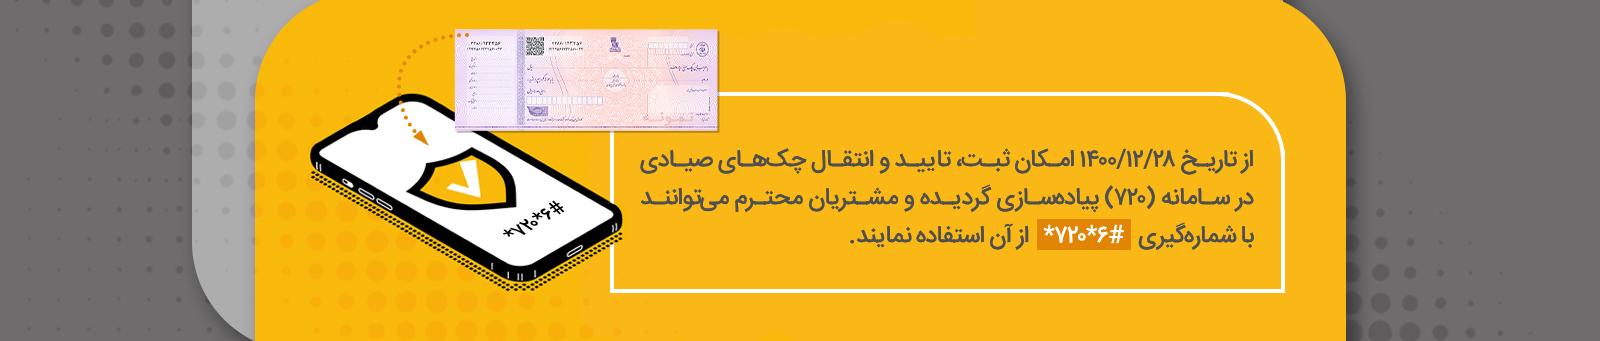 از تاریخ ۱۴۰۰/۱۲/۲۸ امکان ثبت، تایید و انتقال چک‌های صیادی
در سامانه (۷۲۰) پیاده‌سازی گردیده و مشتریان محترم می‌توانند
با شماره‌گیری *۷۲۰*۶# از آن استفاده نمایند.
*۷۲۰*۶#
نمونه